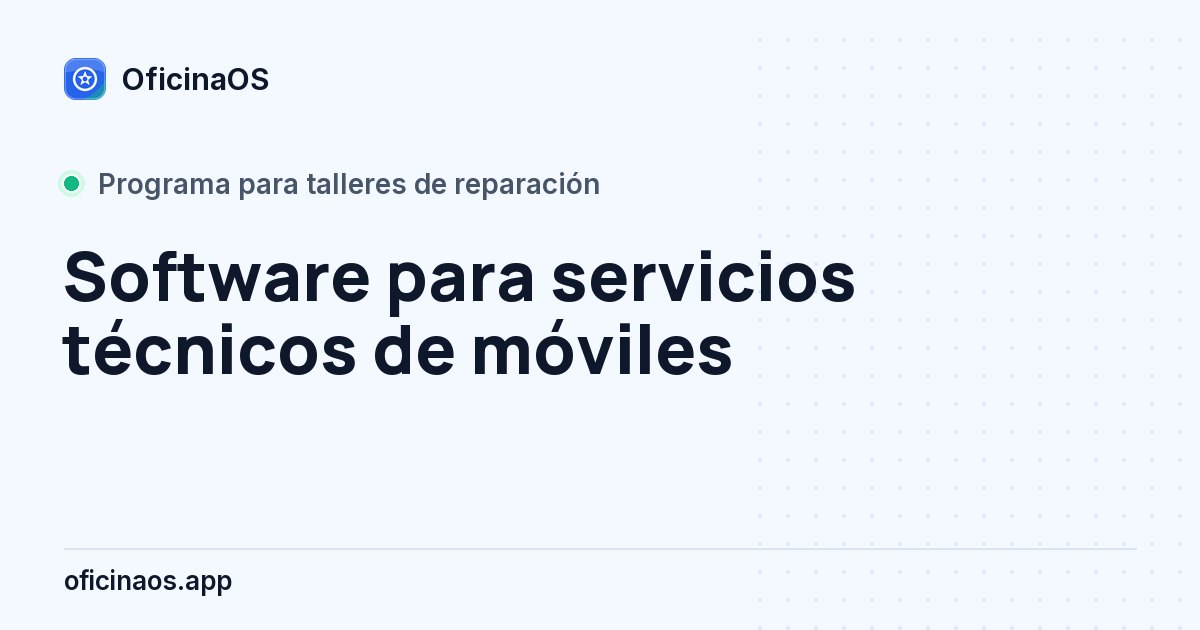 OficinaOS
Programa para talleres de reparación
Software para servicios
técnicos de móviles
oficinaos.app